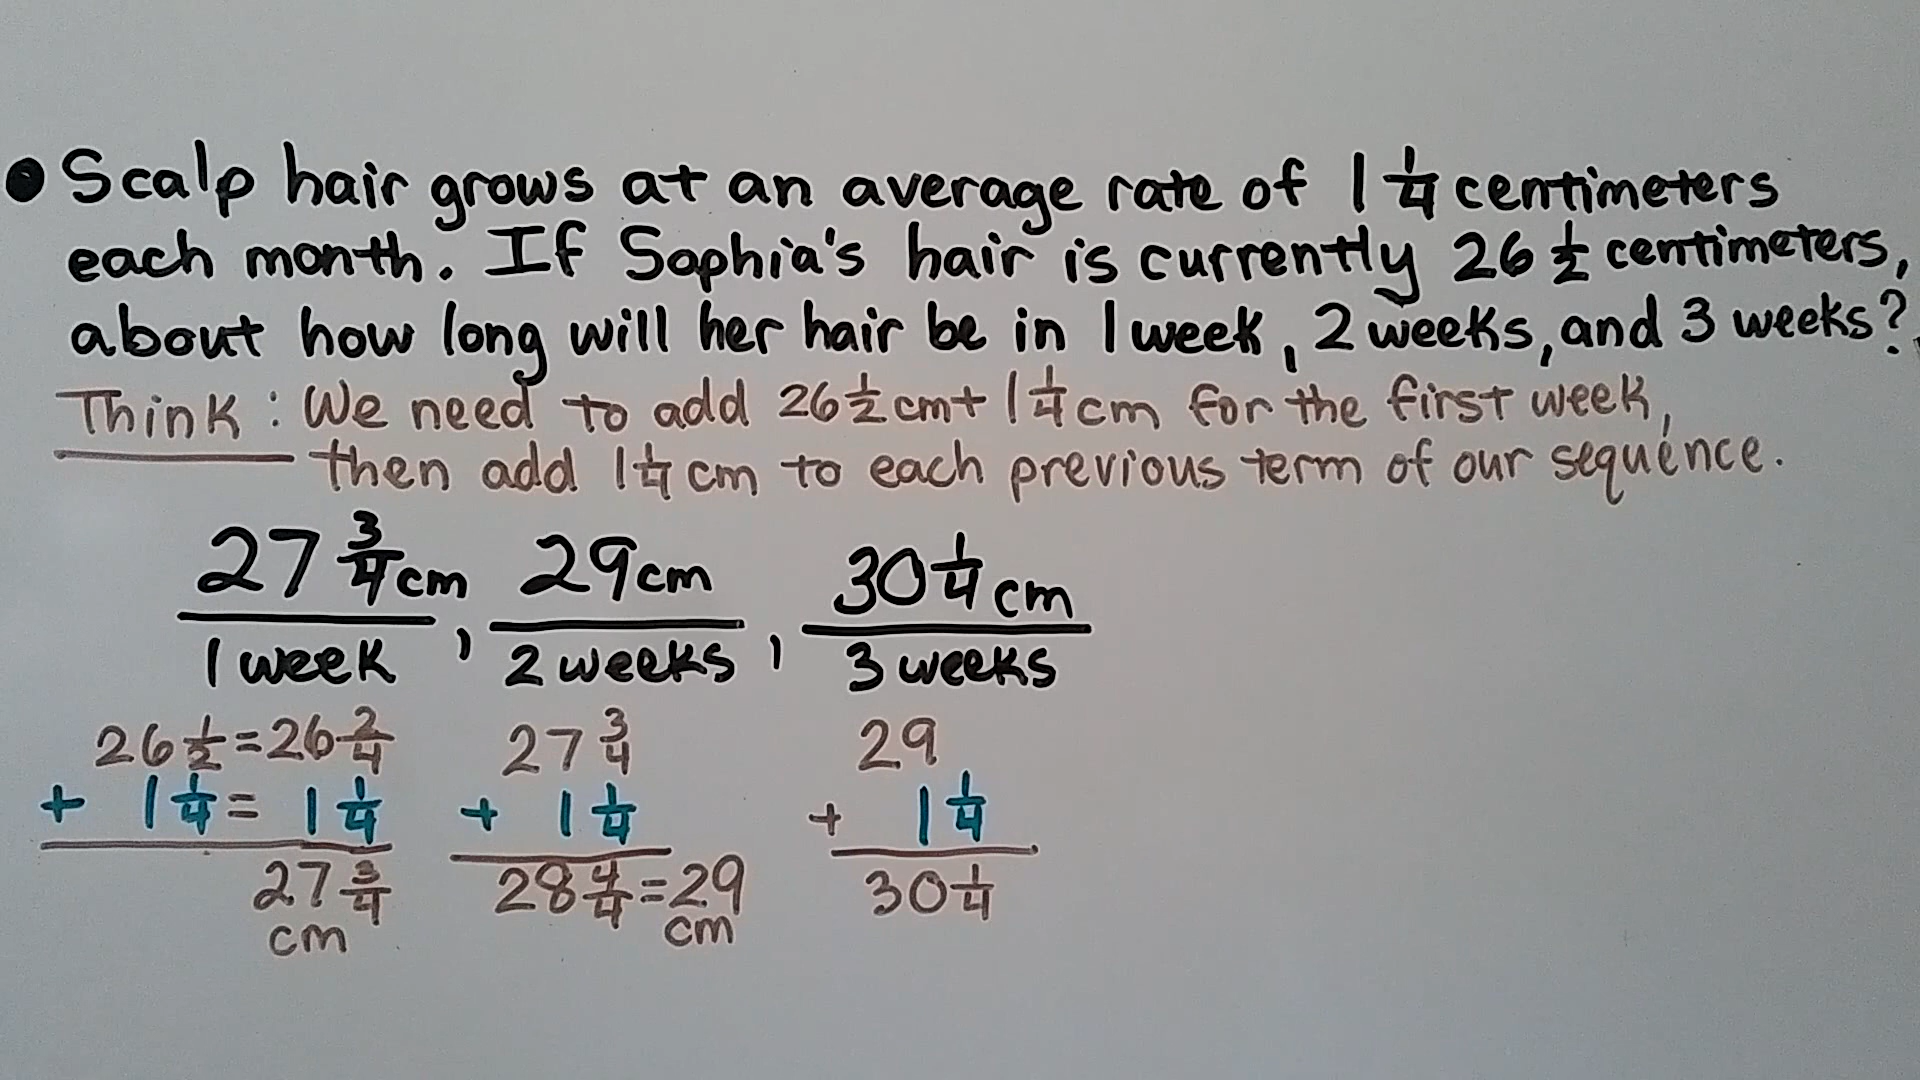 • Scalp hair grows at an average rate of 1 1/4 centimeters
each month. If Sophia's hair is currently 26 1/2 centimeters,
about how long will her hair be in 1 week, 2 weeks, and 3 weeks?
Think: We need to add 26 1/2 cm + 1 1/4 cm for the first week,
then add 1 1/4 cm to each previous term of our sequence.
27 3/4 cm / 1 week, 29 cm / 2 weeks, 30 1/4 cm / 3 weeks
26 1/2 = 26 2/4 27 3/4 29
+ 1 1/4 = 1 1/4 + 1 1/4 + 1 1/4
27 3/4 28 4/4 = 29 30 1/4
cm cm